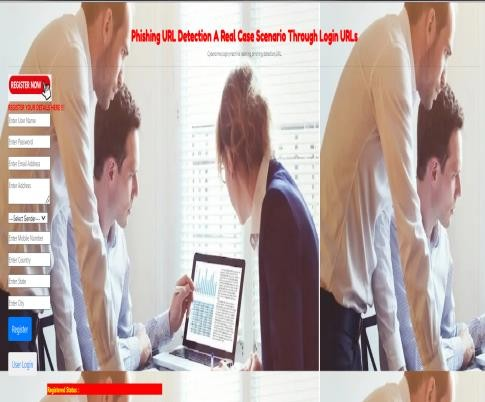 Phishing URL Detection A Real Case Scenario Through Login URLs
Cybercrime,Logistic,machine learning,phishing detection,URL
REGISTER NOW
REGISTER YOUR DETAILS HERE !!!
Enter User Name
Enter Password
Enter Email Address
Enter Address
---Select Gender---
Enter Mobile Number
Enter Country
Enter State
Enter City
Register
User Login
Registered Status :